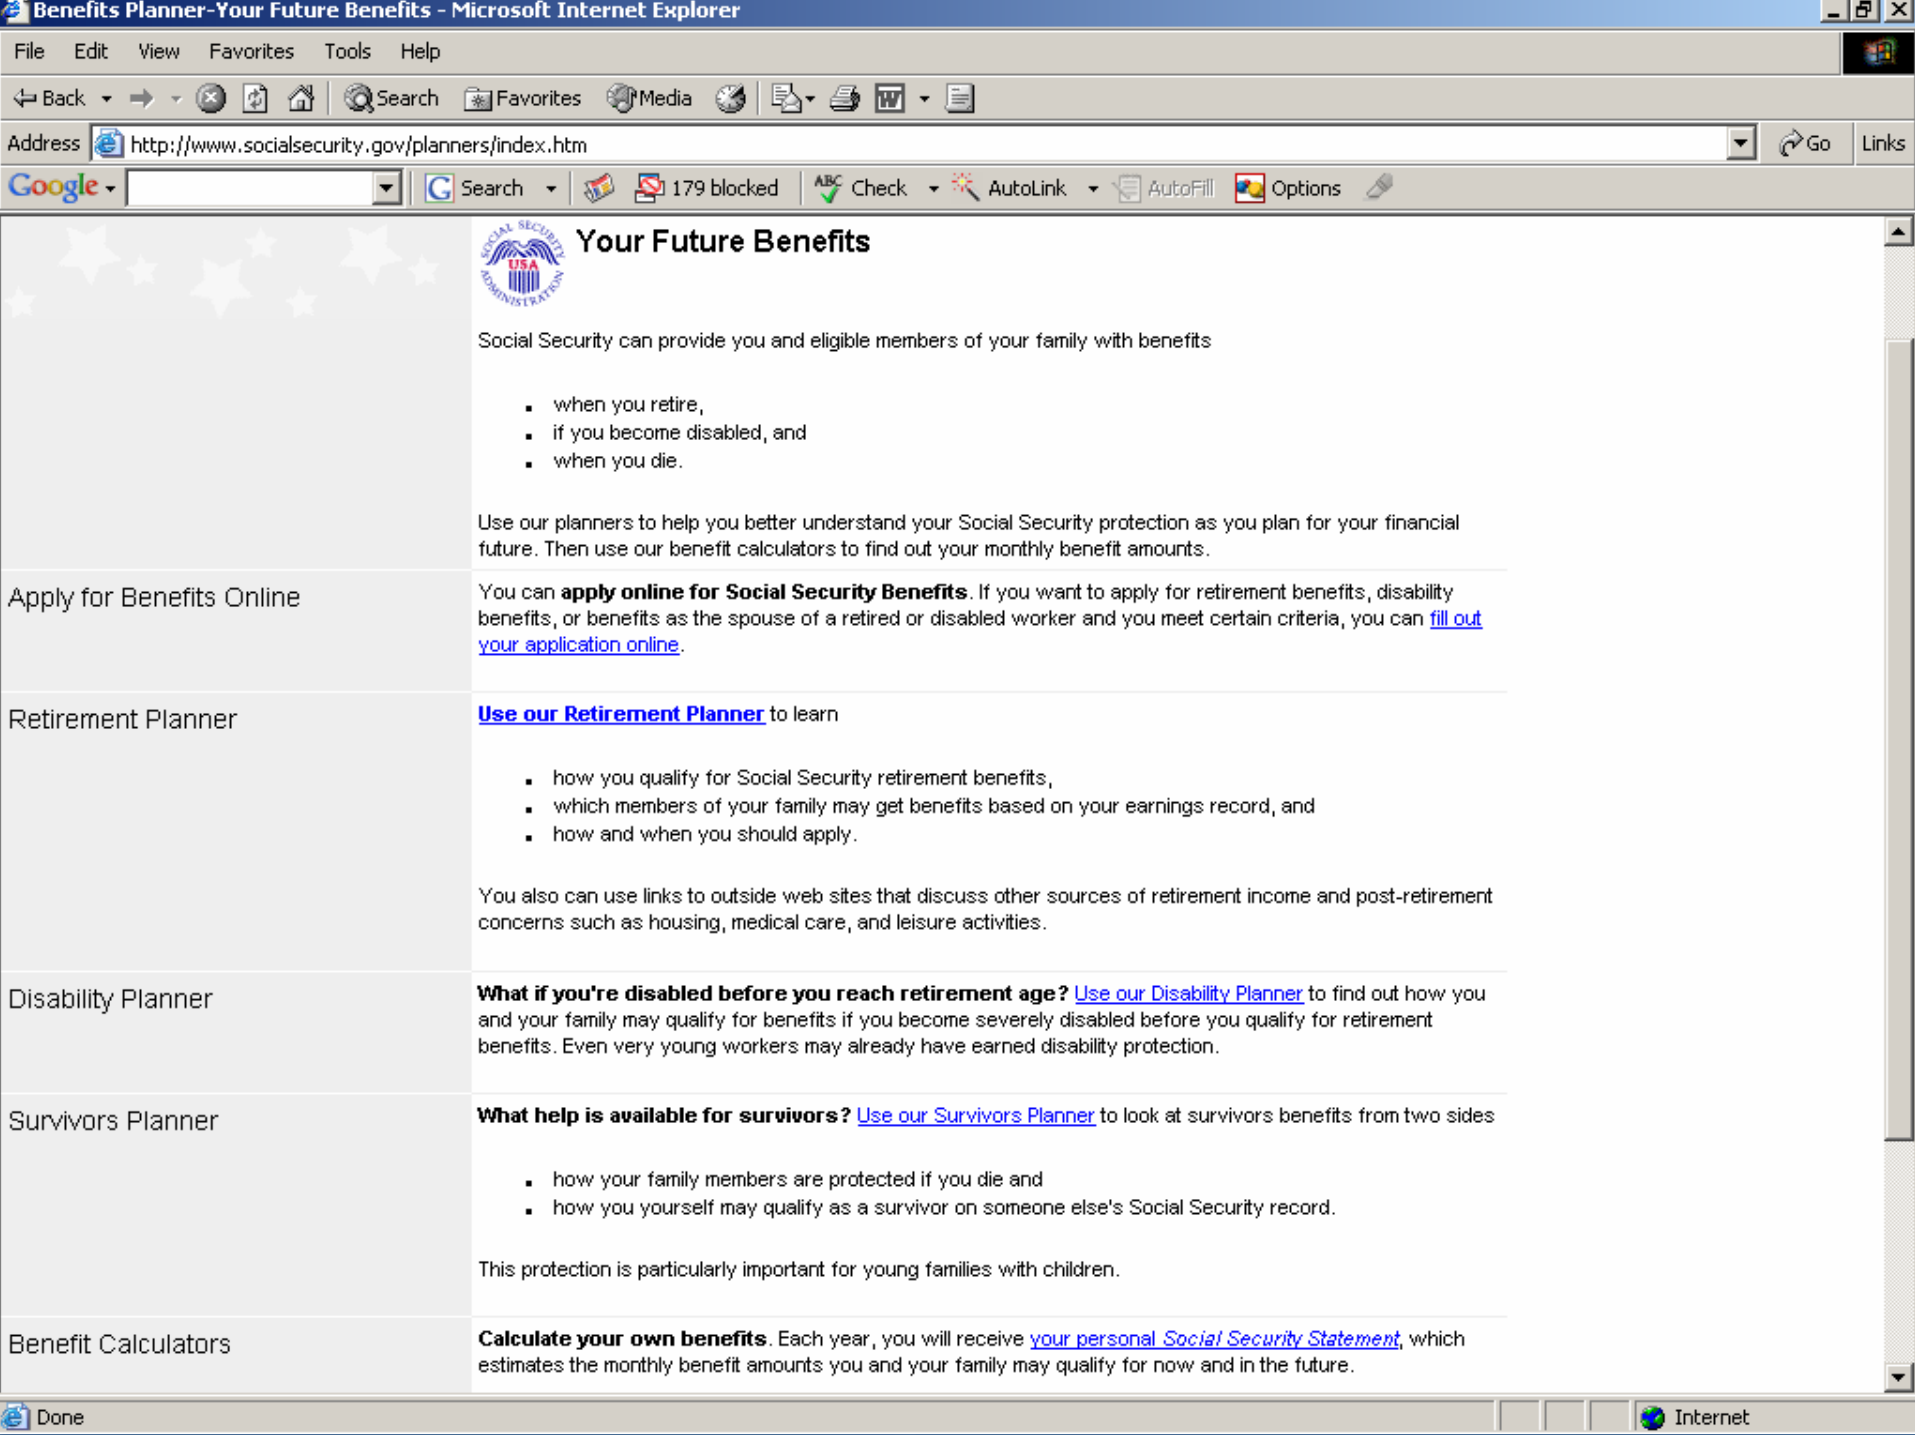 Benefits Planner-Your Future Benefits - Microsoft Internet Explorer
File Edit View Favorites Tools Help
Back Search Favorites Media W
Address http://www.socialsecurity.gov/planners/index.htm Go Links
Google G Search 179 blocked ABC Check AutoLink AutoFill Options
SOCIAL SECURITY ADMINISTRATION
USA
Your Future Benefits
Social Security can provide you and eligible members of your family with benefits
▪ when you retire,
▪ if you become disabled, and
▪ when you die.
Use our planners to help you better understand your Social Security protection as you plan for your financial
future. Then use our benefit calculators to find out your monthly benefit amounts.
Apply for Benefits Online
You can apply online for Social Security Benefits. If you want to apply for retirement benefits, disability
benefits, or benefits as the spouse of a retired or disabled worker and you meet certain criteria, you can fill out
your application online.
Retirement Planner
Use our Retirement Planner to learn
▪ how you qualify for Social Security retirement benefits,
▪ which members of your family may get benefits based on your earnings record, and
▪ how and when you should apply.
You also can use links to outside web sites that discuss other sources of retirement income and post-retirement
concerns such as housing, medical care, and leisure activities.
Disability Planner
What if you're disabled before you reach retirement age? Use our Disability Planner to find out how you
and your family may qualify for benefits if you become severely disabled before you qualify for retirement
benefits. Even very young workers may already have earned disability protection.
Survivors Planner
What help is available for survivors? Use our Survivors Planner to look at survivors benefits from two sides
▪ how your family members are protected if you die and
▪ how you yourself may qualify as a survivor on someone else's Social Security record.
This protection is particularly important for young families with children.
Benefit Calculators
Calculate your own benefits. Each year, you will receive your personal Social Security Statement, which
estimates the monthly benefit amounts you and your family may qualify for now and in the future.
Done Internet